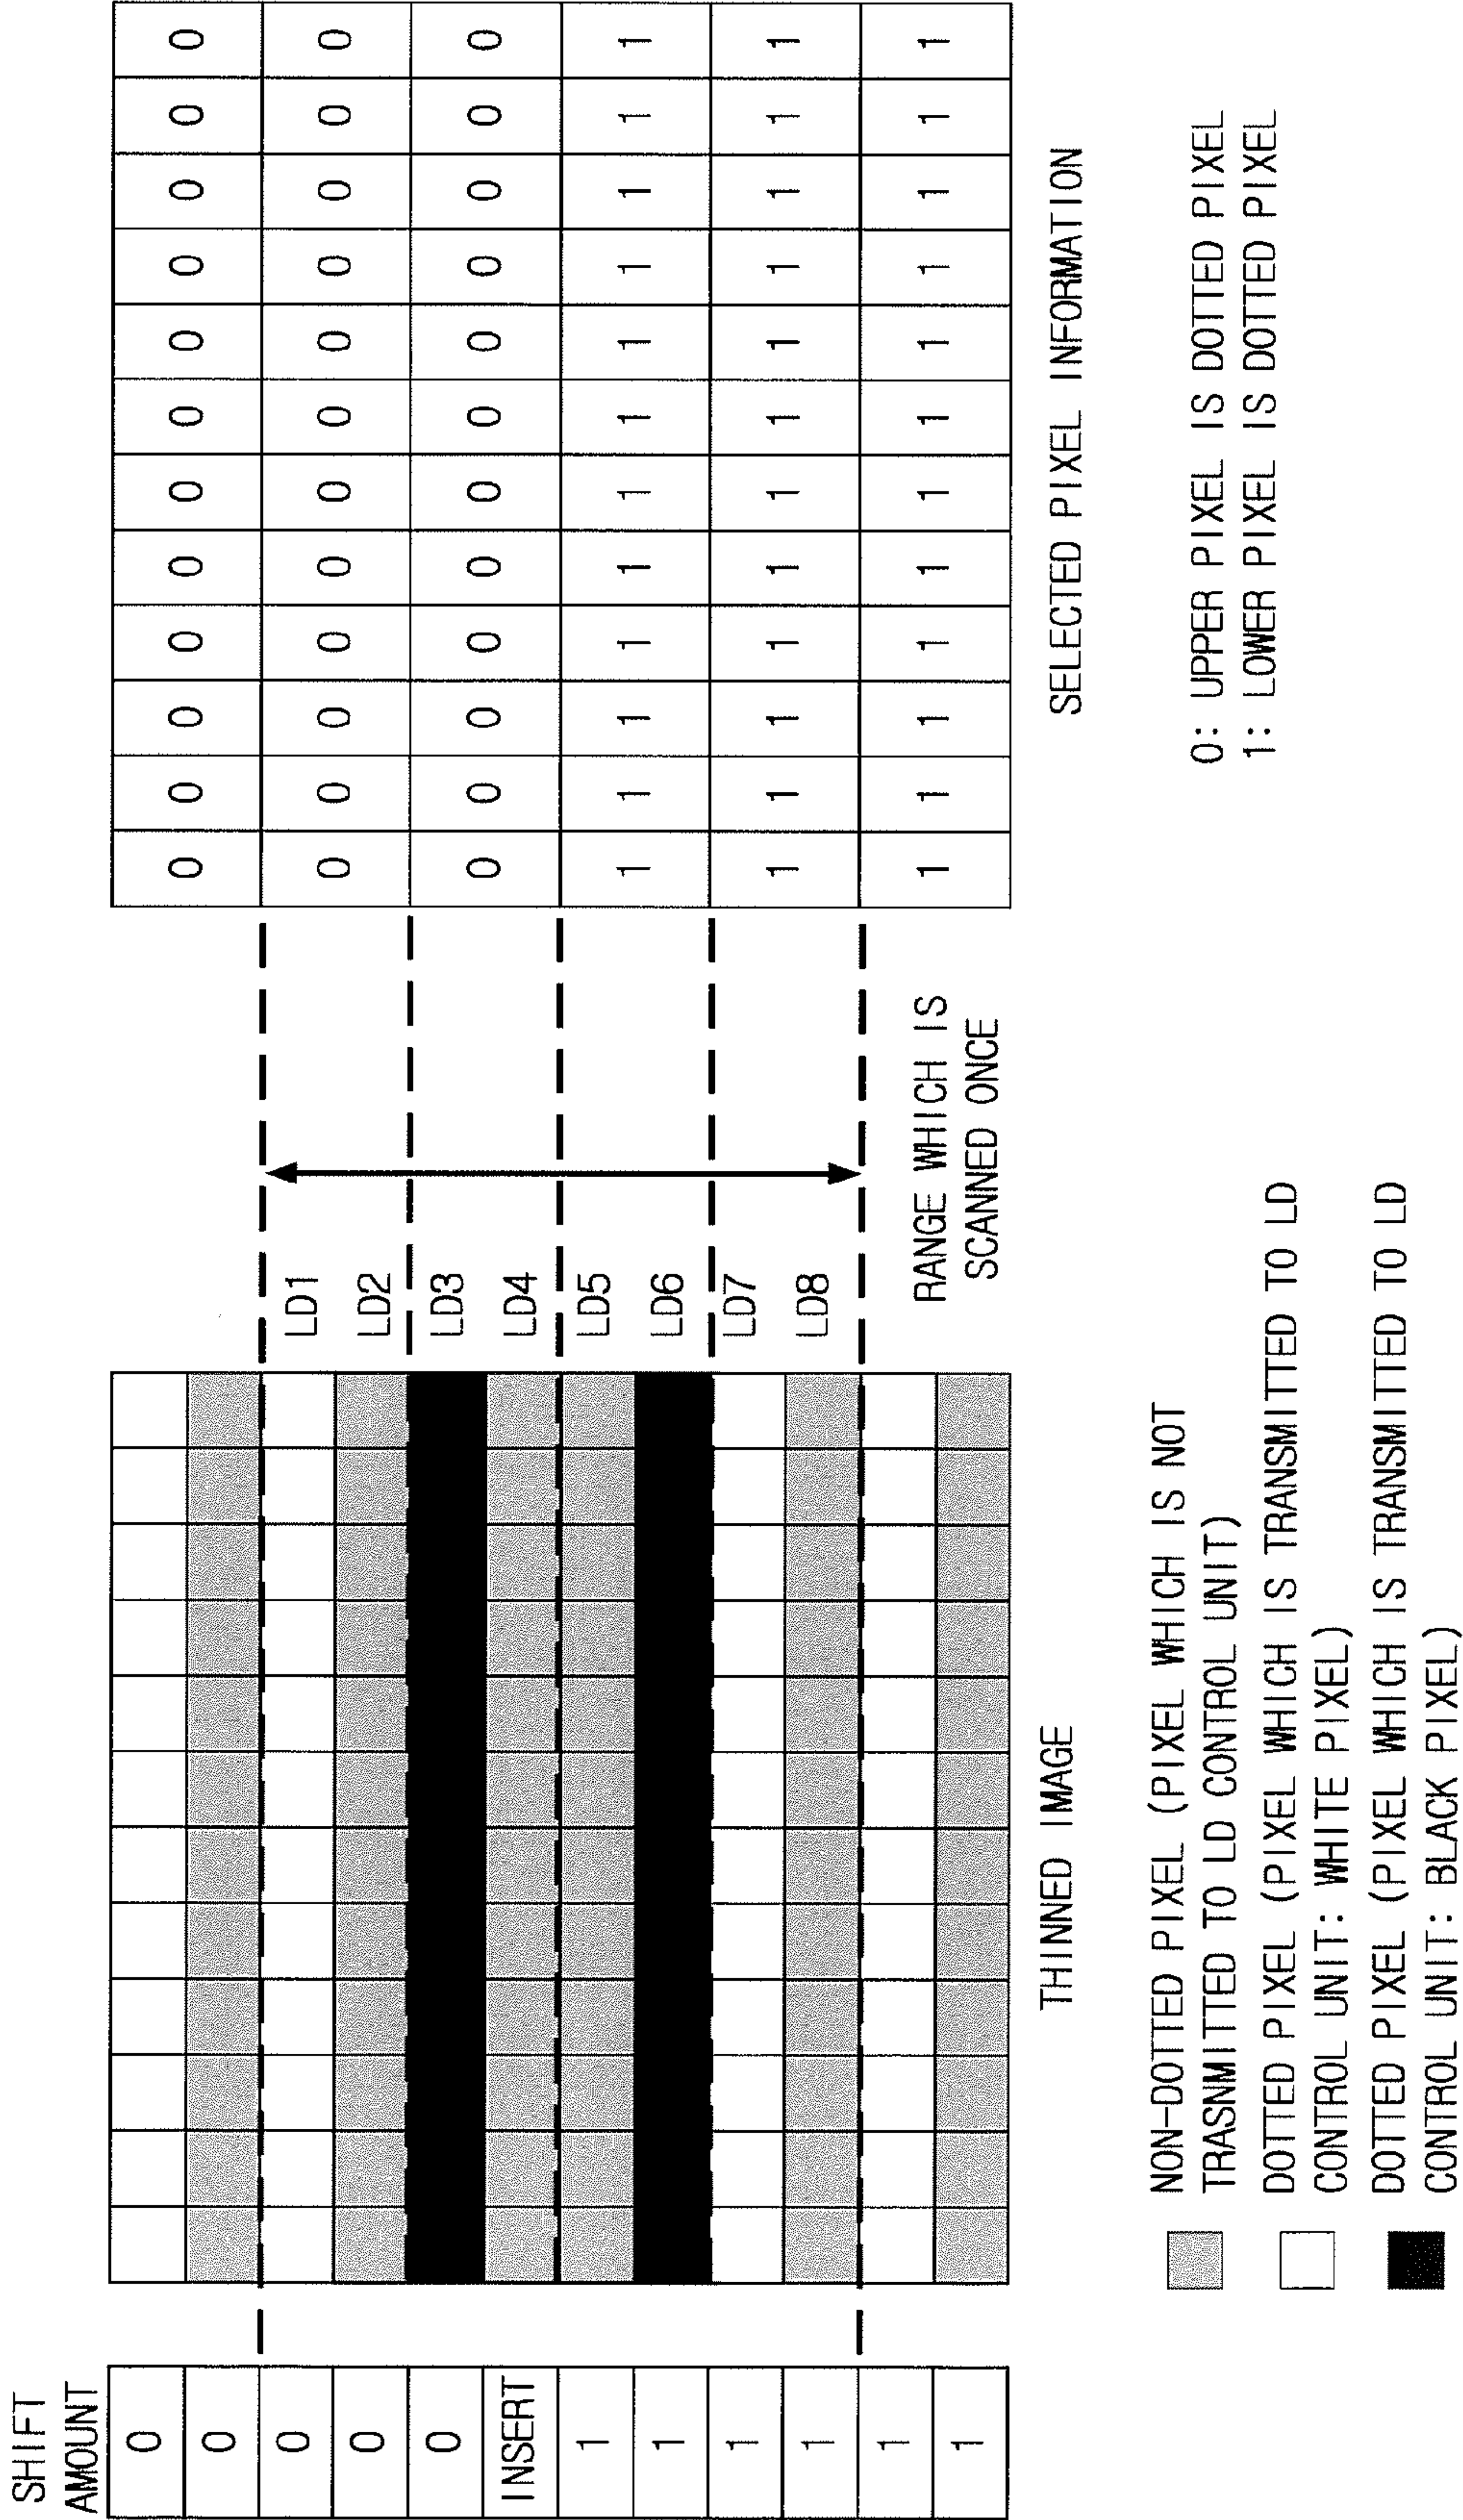 SHIFT
AMOUNT
0
0
0
0
0
INSERT
1
1
1
1
1
1
THINNED IMAGE
LD1
LD2
LD3
LD4
LD5
LD6
LD7
LD8
RANGE WHICH IS
SCANNED ONCE
0 0 0 0 0 0 0 0 0 0 0 0
0 0 0 0 0 0 0 0 0 0 0 0
0 0 0 0 0 0 0 0 0 0 0 0
1 1 1 1 1 1 1 1 1 1 1 1
1 1 1 1 1 1 1 1 1 1 1 1
1 1 1 1 1 1 1 1 1 1 1 1
SELECTED PIXEL INFORMATION
NON-DOTTED PIXEL (PIXEL WHICH IS NOT
TRASNMITTED TO LD CONTROL UNIT)
DOTTED PIXEL (PIXEL WHICH IS TRANSMITTED TO LD
CONTROL UNIT: WHITE PIXEL)
DOTTED PIXEL (PIXEL WHICH IS TRANSMITTED TO LD
CONTROL UNIT: BLACK PIXEL)
0: UPPER PIXEL IS DOTTED PIXEL
1: LOWER PIXEL IS DOTTED PIXEL